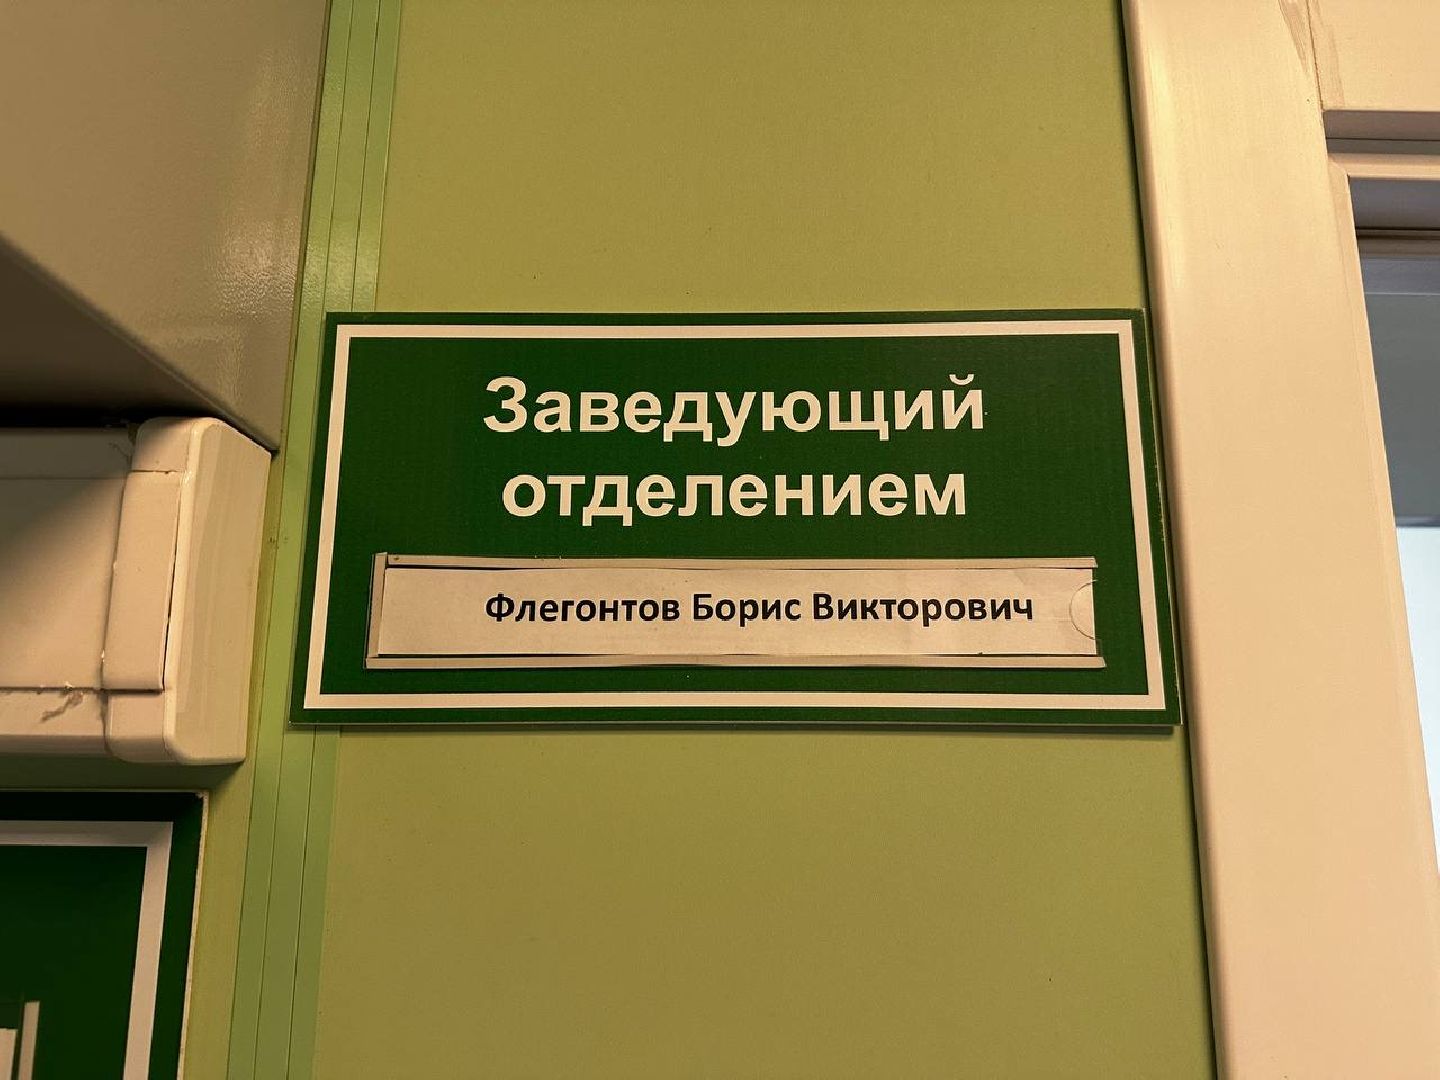 Заведующий
отделением
Флегонтов Борис Викторович